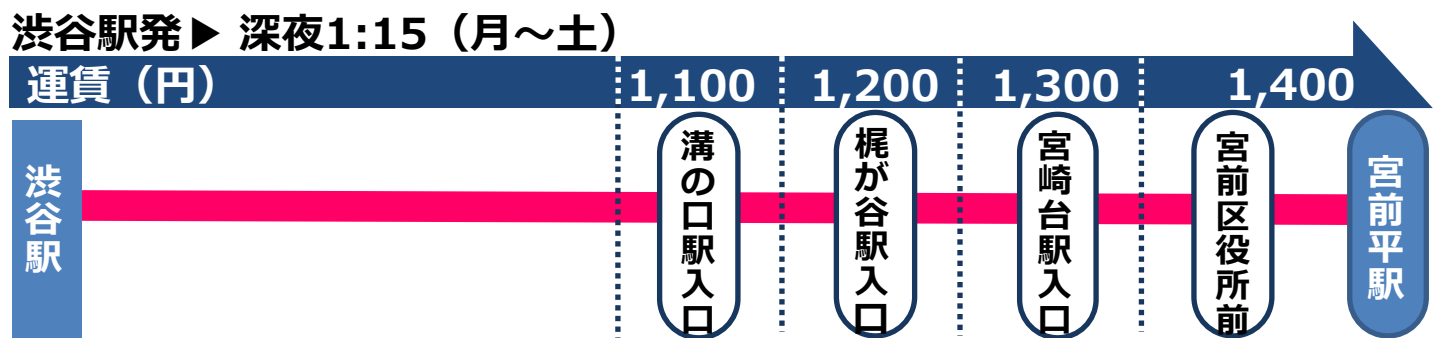 渋谷駅発▶ 深夜1:15（月～土）
運賃（円） 1,100 1,200 1,300 1,400
渋谷駅
溝の口駅入口
梶が谷駅入口
宮崎台駅入口
宮前区役所前
宮前平駅